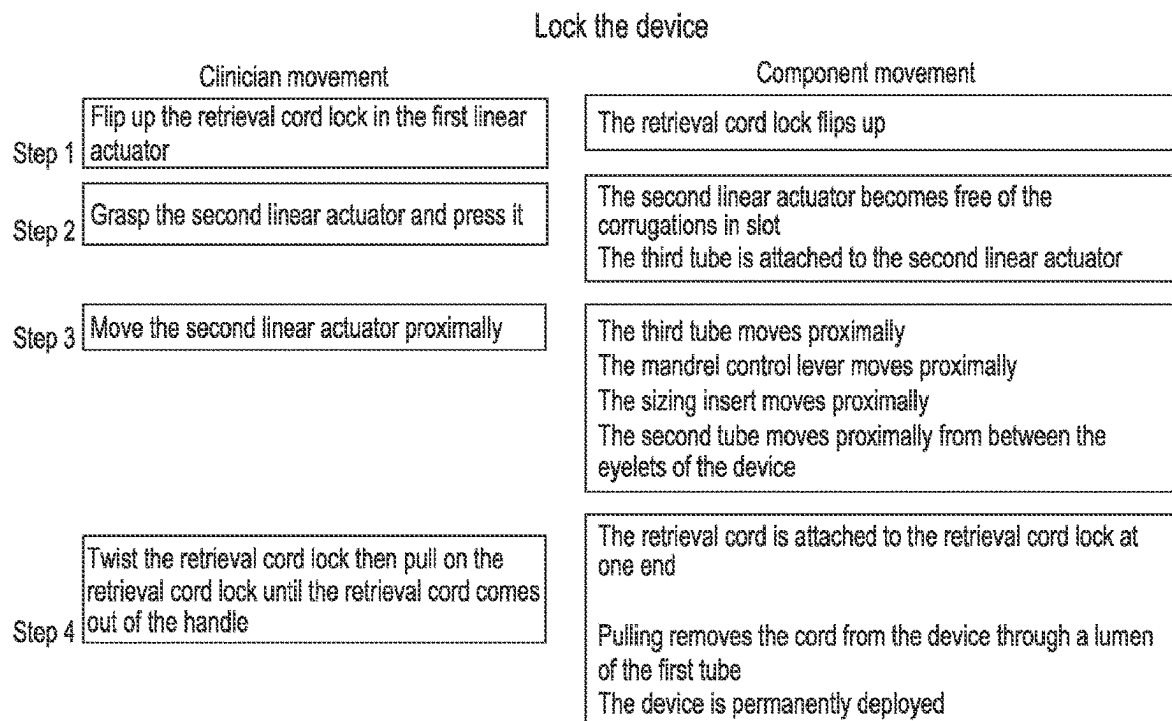 Lock the device
Clinician movement
Component movement
Step 1
Flip up the retrieval cord lock in the first linear
actuator
The retrieval cord lock flips up
Step 2
Grasp the second linear actuator and press it
The second linear actuator becomes free of the
corrugations in slot
The third tube is attached to the second linear actuator
Step 3
Move the second linear actuator proximally
The third tube moves proximally
The mandrel control lever moves proximally
The sizing insert moves proximally
The second tube moves proximally from between the
eyelets of the device
Step 4
Twist the retrieval cord lock then pull on the
retrieval cord lock until the retrieval cord comes
out of the handle
The retrieval cord is attached to the retrieval cord lock at
one end
Pulling removes the cord from the device through a lumen
of the first tube
The device is permanently deployed